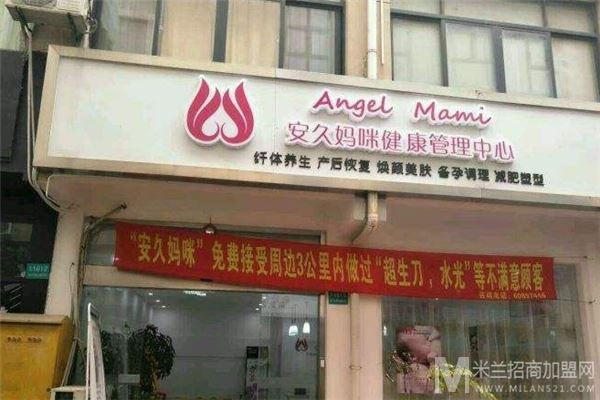 Angel Mami
安久妈咪健康管理中心
纤体养生 产后恢复 焕颜美肤 备孕调理 减肥塑型
“安久妈咪”免费接受周边3公里内做过“超生刀，水光”等不满意顾客
米兰招商加盟网
WWW.MILAN521.COM